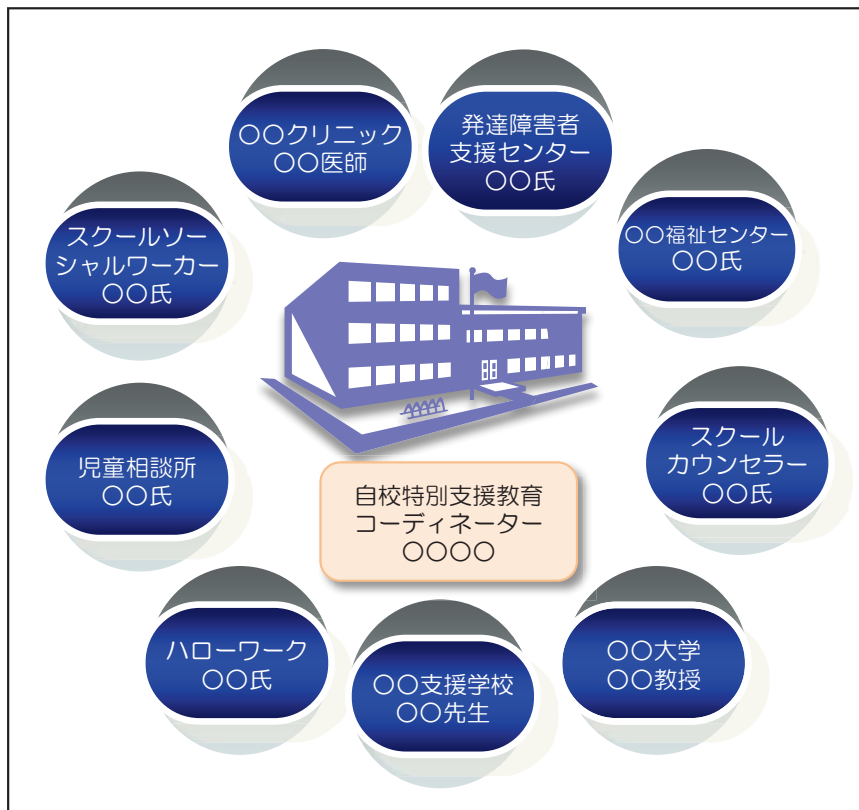 〇〇クリニック
〇〇医師
発達障害者
支援センター
〇〇氏
スクールソー
シャルワーカー
〇〇氏
〇〇福祉センター
〇〇氏
児童相談所
〇〇氏
スクール
カウンセラー
〇〇氏
自校特別支援教育
コーディネーター
〇〇〇〇
ハローワーク
〇〇氏
〇〇支援学校
〇〇先生
〇〇大学
〇〇教授